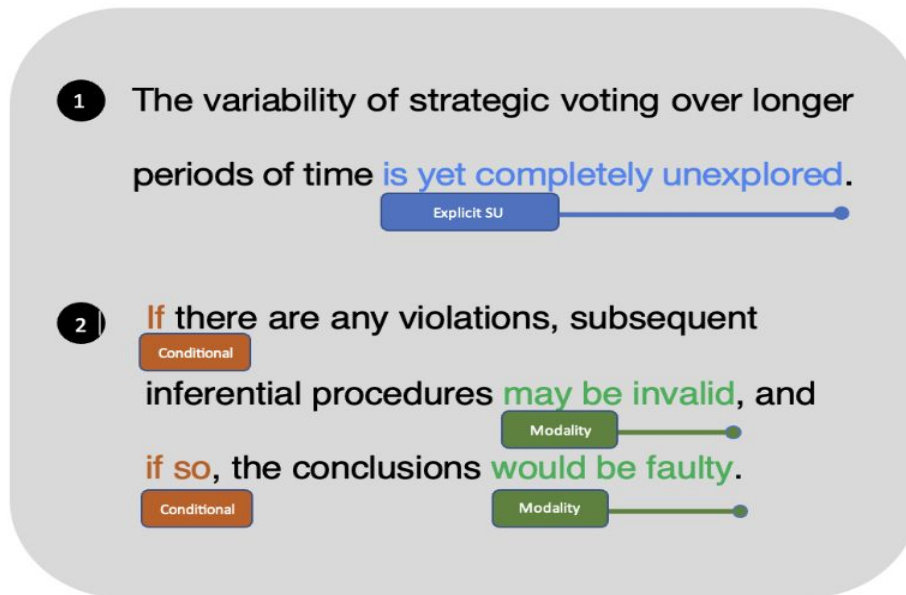 1 The variability of strategic voting over longer
periods of time is yet completely unexplored.
Explicit SU
2 If there are any violations, subsequent
Conditional
inferential procedures may be invalid, and
Modality
if so, the conclusions would be faulty.
Conditional Modality